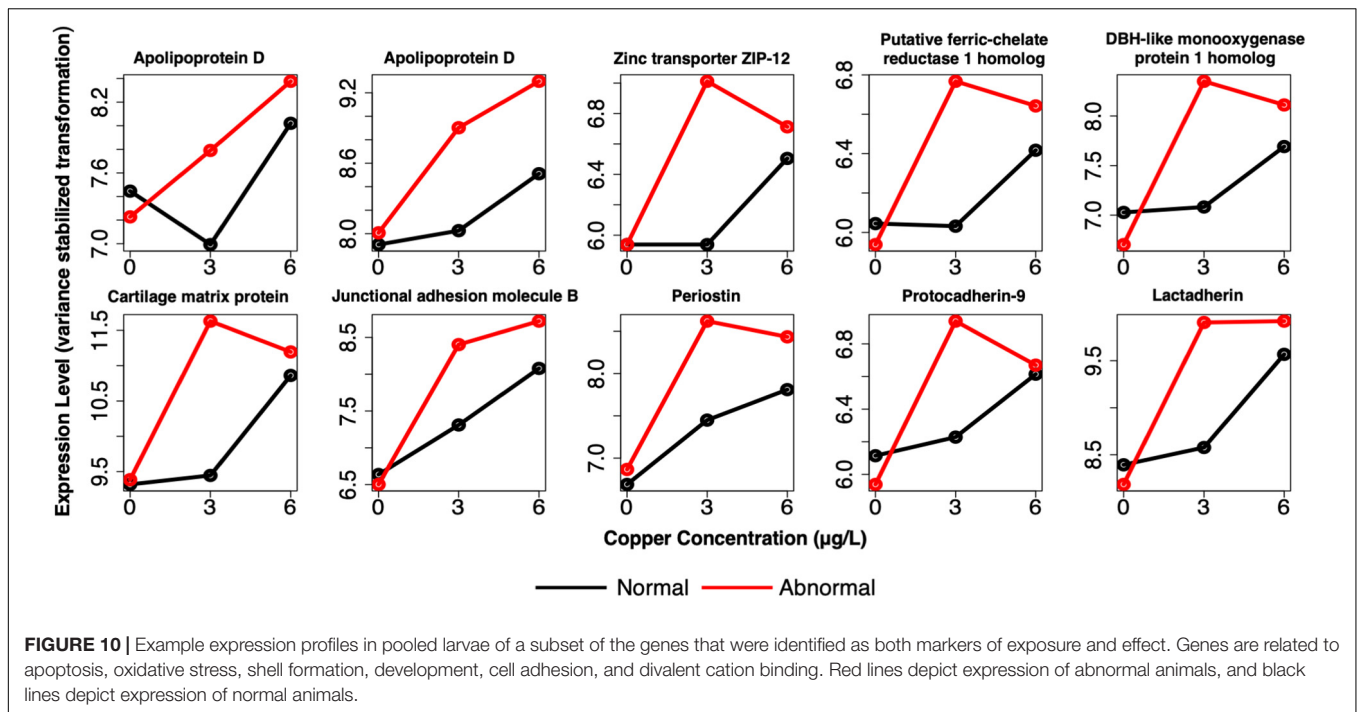 Expression Level (variance stabilized transformation)
Apolipoprotein D
8.2
7.6
7.0
0 3 6
Apolipoprotein D
9.2
8.6
8.0
0 3 6
Zinc transporter ZIP-12
6.8
6.4
6.0
0 3 6
Putative ferric-chelate
reductase 1 homolog
6.8
6.4
6.0
0 3 6
DBH-like monooxygenase
protein 1 homolog
8.0
7.5
7.0
0 3 6
Cartilage matrix protein
11.5
10.5
9.5
0 3 6
Junctional adhesion molecule B
8.5
7.5
6.5
0 3 6
Periostin
8.0
7.0
0 3 6
Protocadherin-9
6.8
6.4
6.0
0 3 6
Lactadherin
9.5
8.5
0 3 6
Copper Concentration (µg/L)
Normal Abnormal
FIGURE 10 | Example expression profiles in pooled larvae of a subset of the genes that were identified as both markers of exposure and effect. Genes are related to
apoptosis, oxidative stress, shell formation, development, cell adhesion, and divalent cation binding. Red lines depict expression of abnormal animals, and black
lines depict expression of normal animals.